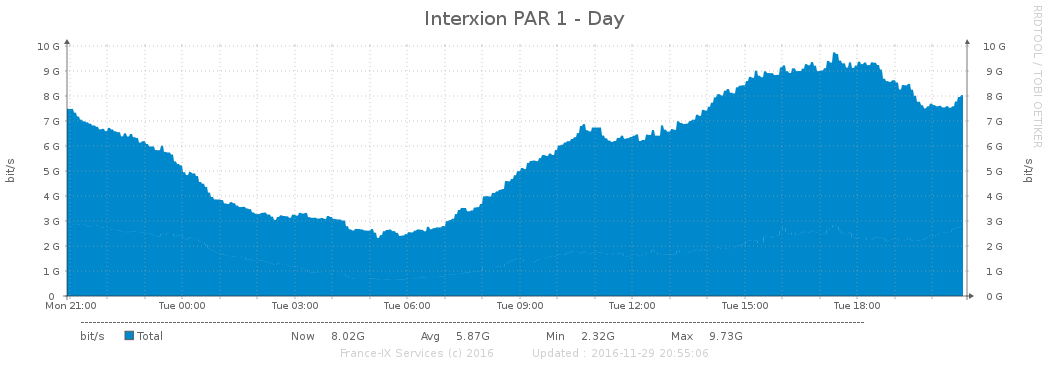 Interxion PAR 1 - Day
RRDTOOL / TOBI OETIKER
bit/s
bit/s
10 G 10 G
9 G 9 G
8 G 8 G
7 G 7 G
6 G 6 G
5 G 5 G
4 G 4 G
3 G 3 G
2 G 2 G
1 G 1 G
0 0 G
Mon 21:00 Tue 00:00 Tue 03:00 Tue 06:00 Tue 09:00 Tue 12:00 Tue 15:00 Tue 18:00
bit/s Total Now 8.02G Avg 5.87G Min 2.32G Max 9.73G
France-IX Services (c) 2016 Updated : 2016-11-29 20:55:06